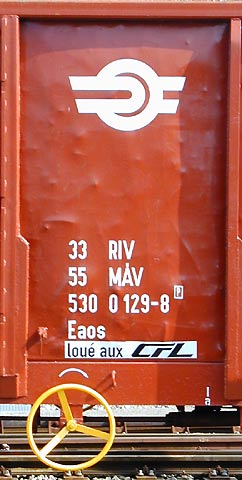 33 RIV
55 MÁV
530 0 129-8 P
Eaos
loué aux CFL